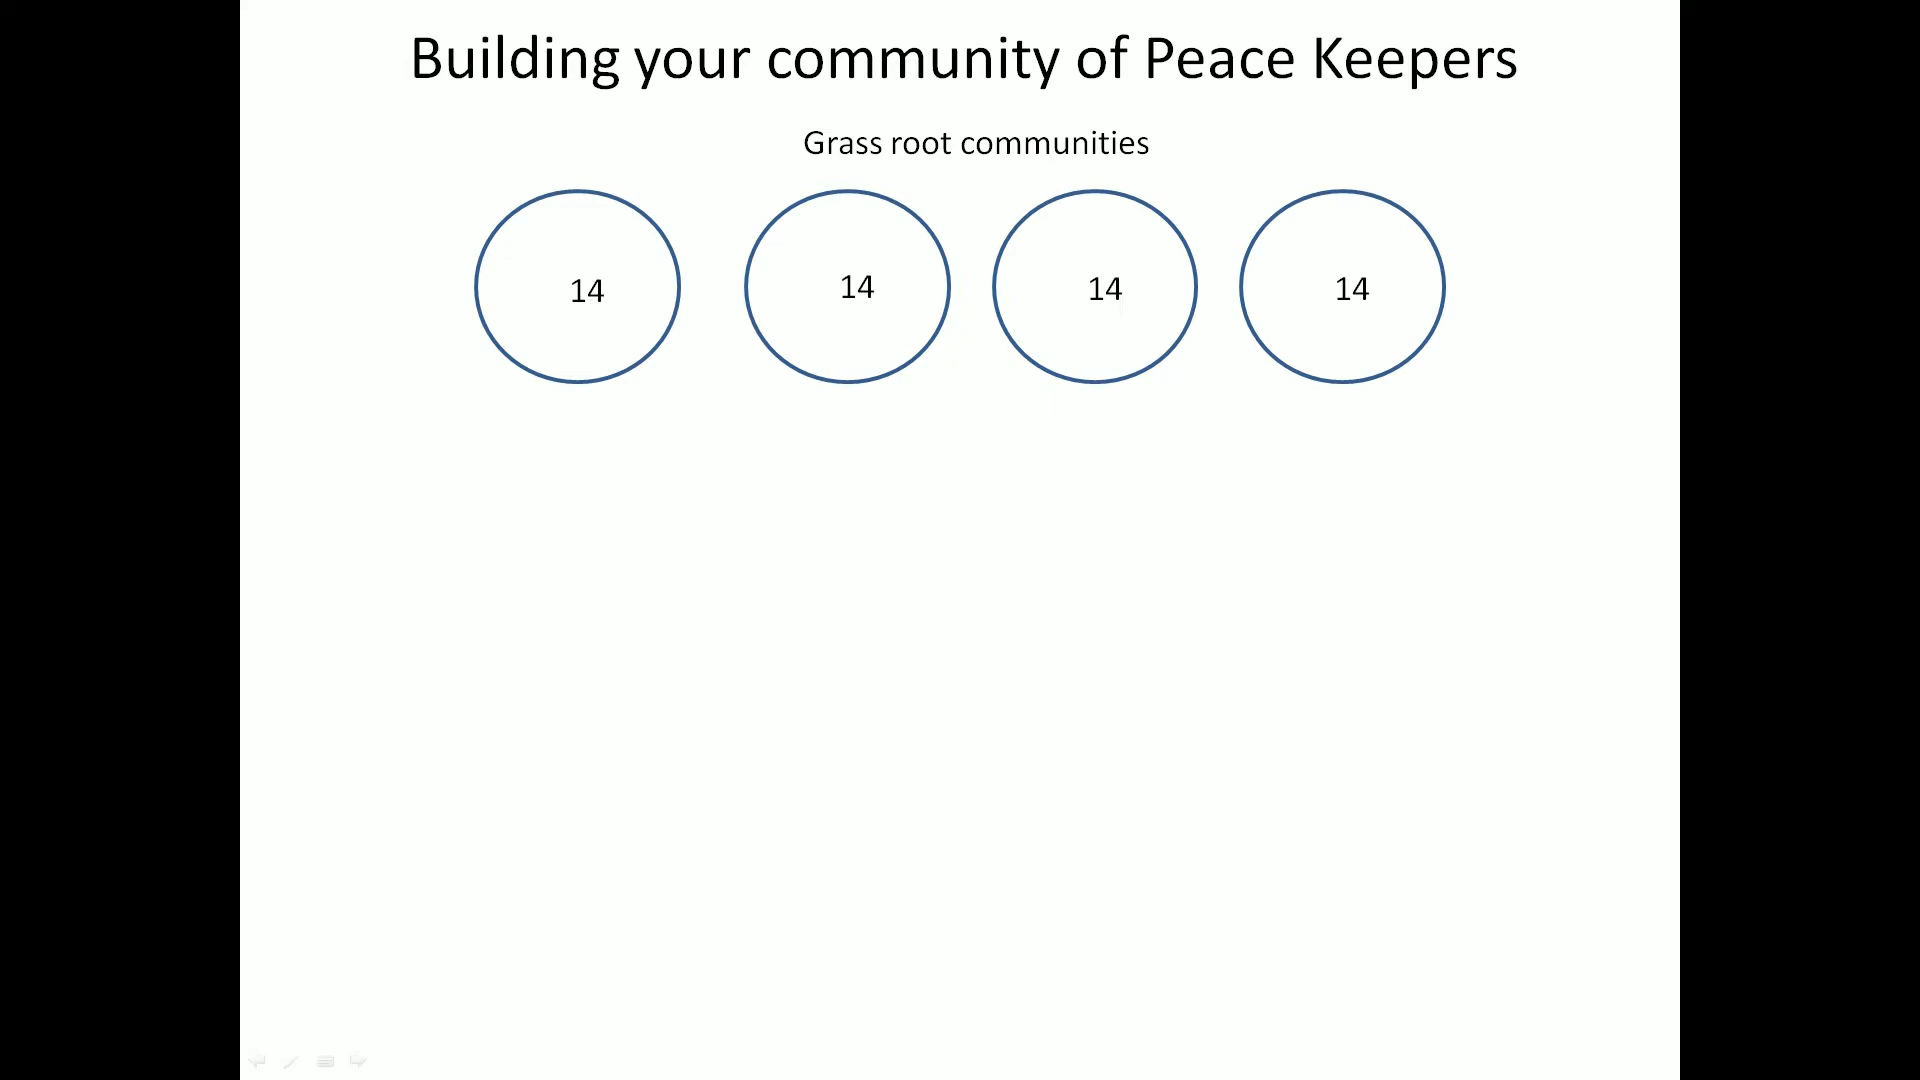 Building your community of Peace Keepers
Grass root communities
14 14 14 14